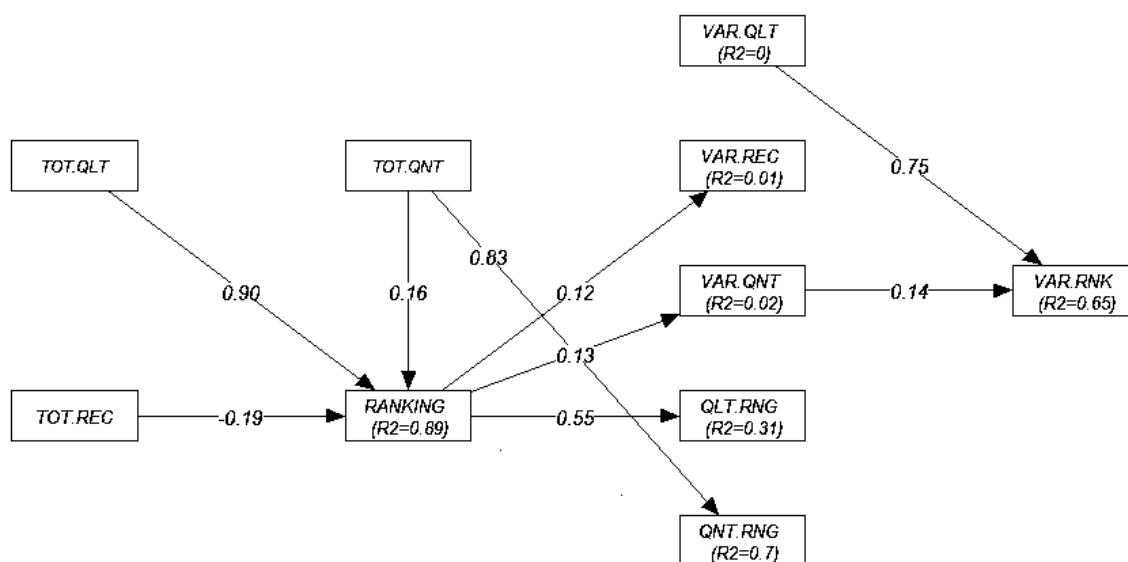 VAR.QLT
(R2=0)
TOT.QLT
TOT.QNT
VAR.REC
(R2=0.01)
0.75
0.83
0.90
0.16
0.12
VAR.QNT
(R2=0.02)
0.14
VAR.RNK
(R2=0.65)
0.13
TOT.REC
-0.19
RANKING
(R2=0.89)
0.55
QLT.RNG
(R2=0.31)
QNT.RNG
(R2=0.7)